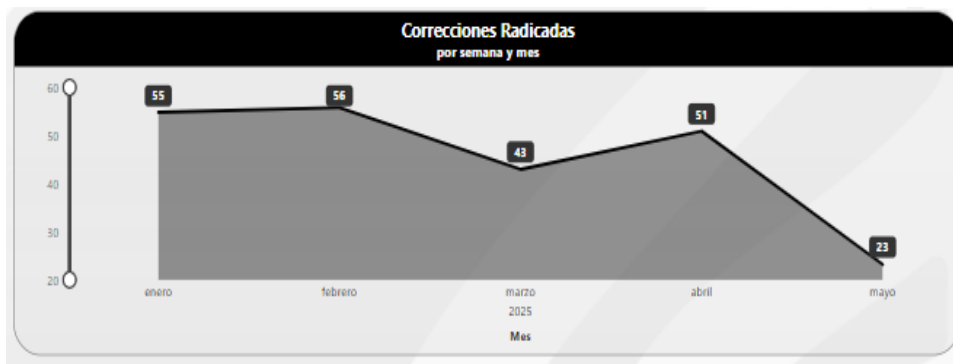 Correcciones Radicadas
por semana y mes
60
50
40
30
20
55
56
43
51
23
enero febrero marzo abril mayo
2025
Mes